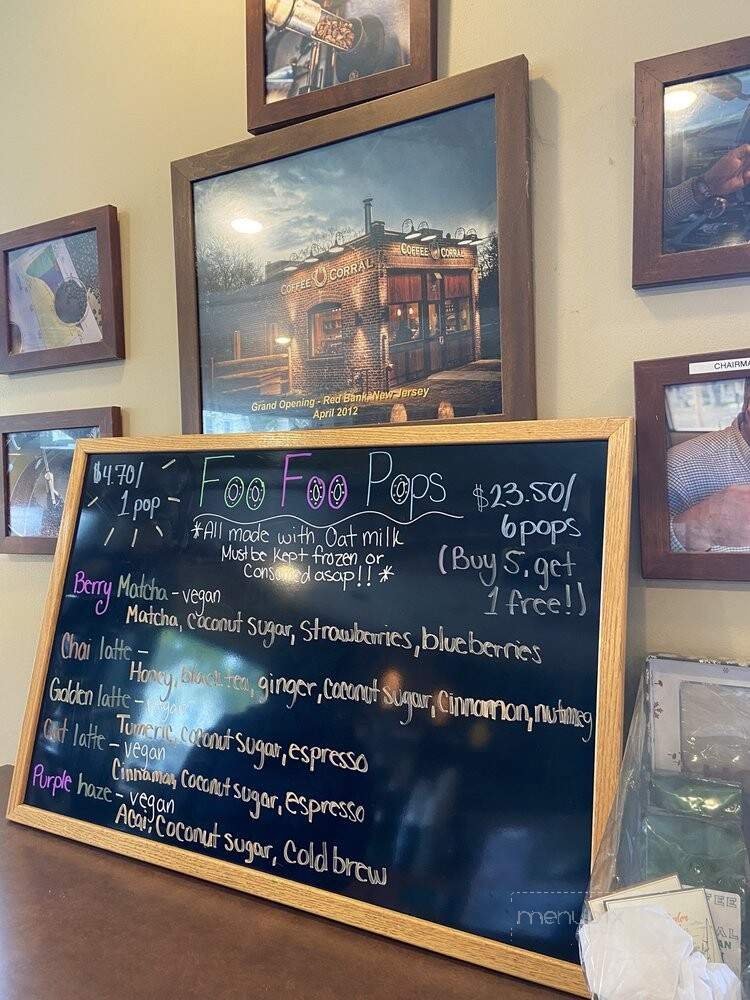 COFFEE CORRAL
COFFEE CORRAL
Grand Opening - Red Bank, New Jersey
April 2012
CHAIRMA
$4.70/
1 pop
Foo Foo Pops
$23.50/
6 pops
(Buy 5, get
1 free!)
*All made with Oat milk
Must be kept frozen or
Consumed asap!! *
Berry Matcha - vegan
Matcha, coconut sugar, strawberries, blueberries
Chai latte -
Honey, black tea, ginger, coconut sugar, cinnamon, nutmeg
Golden latte - vegan
Tumeric, coconut sugar, espresso
latte - vegan
Cinnamon, coconut sugar, espresso
Purple haze - vegan
Acai, coconut sugar, cold brew
menu